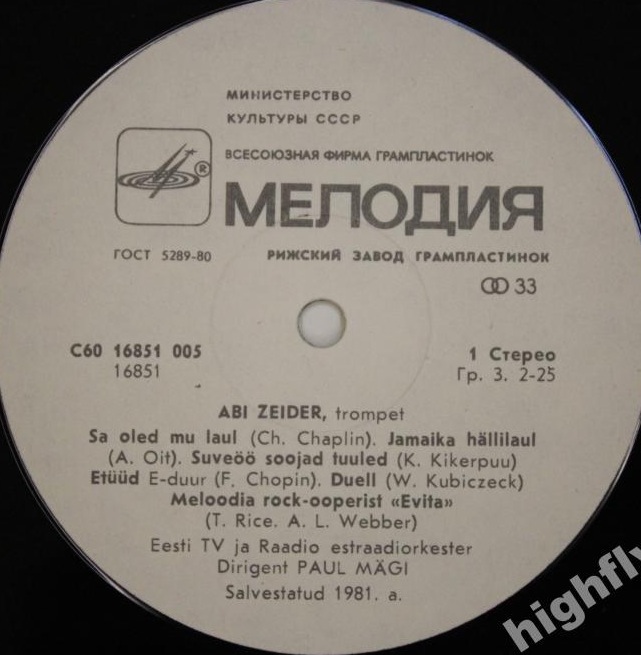 МИНИСТЕРСТВО
КУЛЬТУРЫ СССР
ВСЕСОЮЗНАЯ ФИРМА ГРАМПЛАСТИНОК
®
МЕЛОДИЯ
ГОСТ 5289-80 РИЖСКИЙ ЗАВОД ГРАМПЛАСТИНОК
33
С60 16851 005 1 Стерео
16851 Гр. 3. 2-25
ABI ZEIDER, trompet
Sa oled mu laul (Ch. Chaplin). Jamaika hällilaul
(A. Oit). Suveöö soojad tuuled (K. Kikerpuu)
Etüüd E-duur (F. Chopin). Duell (W. Kubiczeck)
Meloodia rock-ooperist «Evita»
(T. Rice. A. L. Webber)
Eesti TV ja Raadio estraadiorkester
Dirigent PAUL MÄGI
Salvestatud 1981. a.
highfly